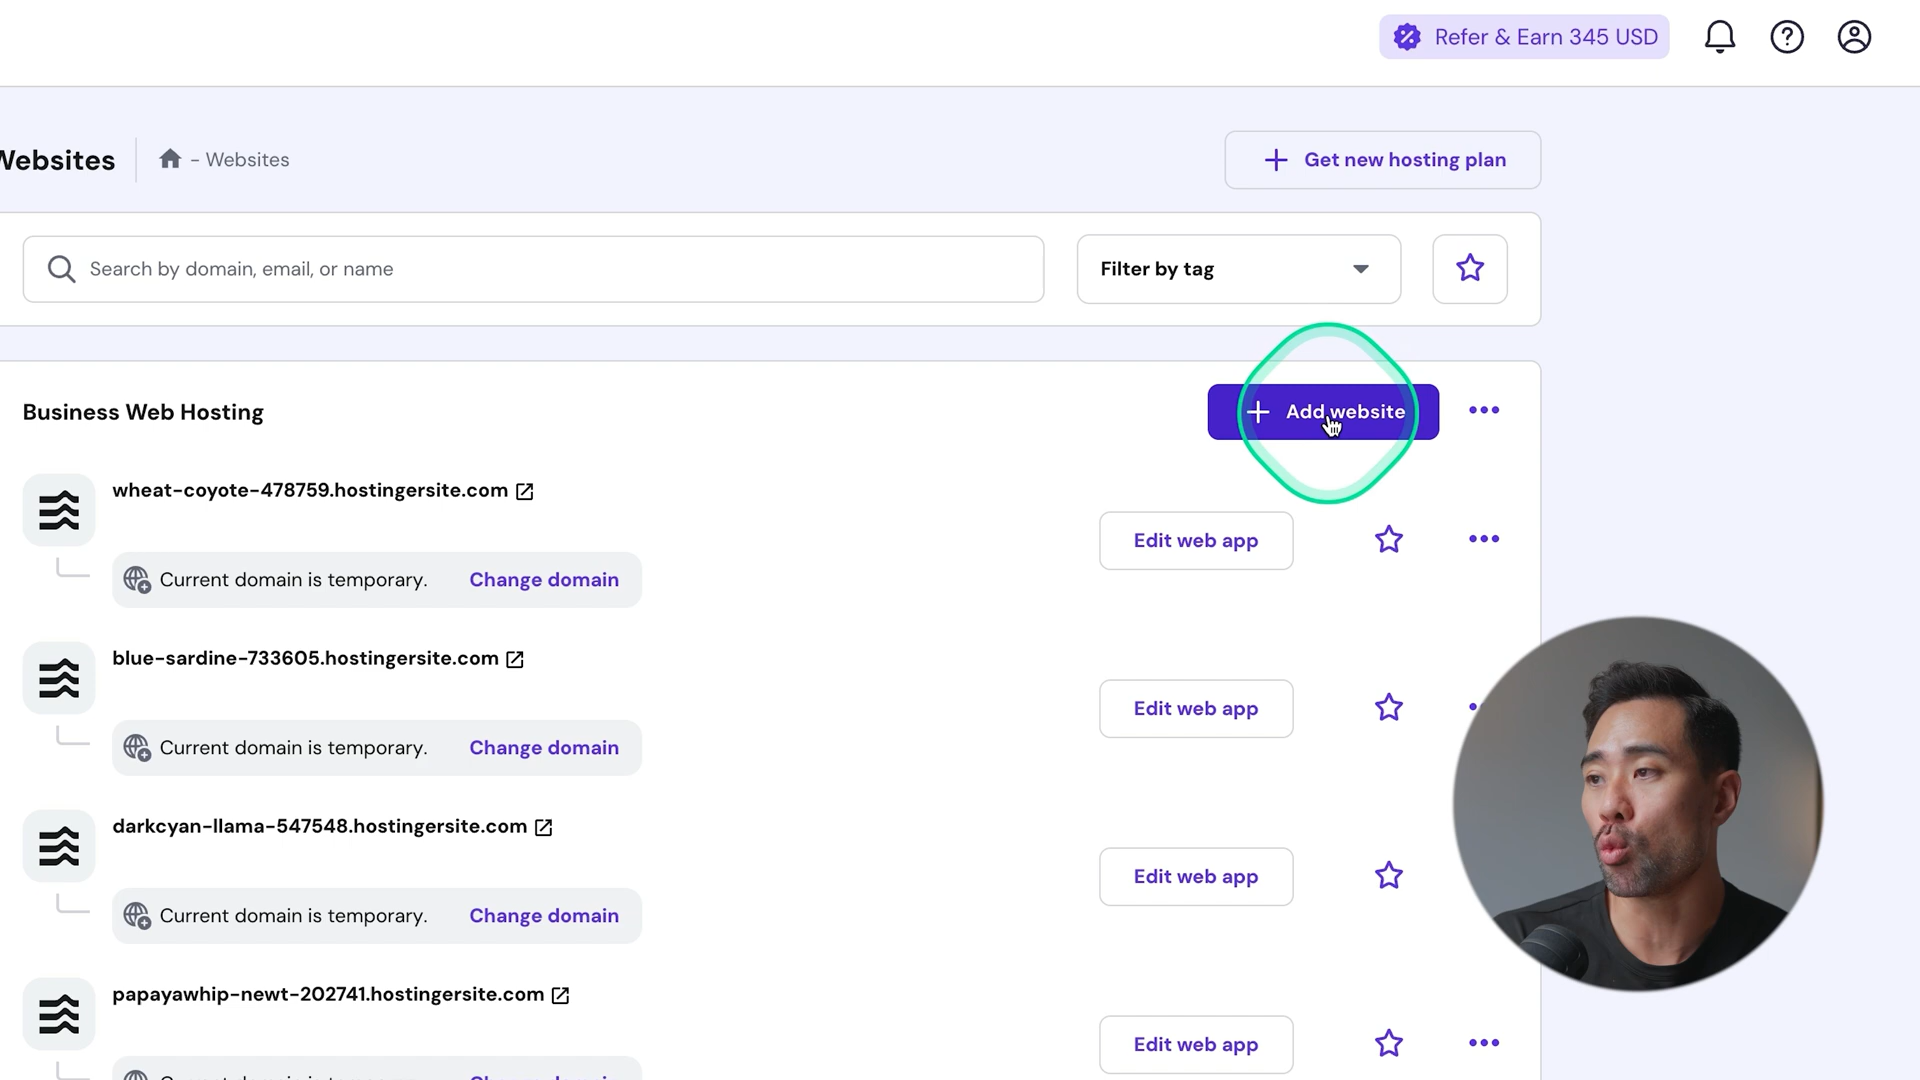 Refer & Earn 345 USD
Websites
- Websites
Get new hosting plan
Search by domain, email, or name
Filter by tag
Business Web Hosting
Add website
wheat-coyote-478759.hostingersite.com
Edit web app
Current domain is temporary. Change domain
blue-sardine-733605.hostingersite.com
Edit web app
Current domain is temporary. Change domain
darkcyan-llama-547548.hostingersite.com
Edit web app
Current domain is temporary. Change domain
papayawhip-newt-202741.hostingersite.com
Edit web app